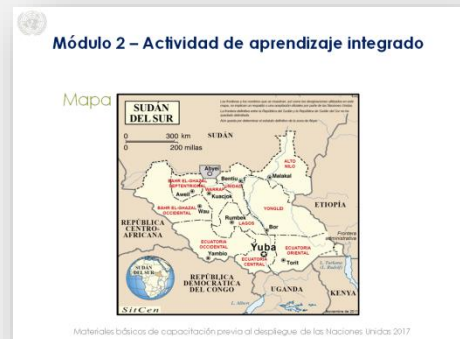 Módulo 2 – Actividad de aprendizaje integrado
Mapa
SUDÁN
DEL SUR
0 300 km
0 200 millas
SUDÁN
Abyei
ALTO
NILO
Bentiu
Malakal
BAHR EL-GHAZAL
SEPTENTRIONAL
WARRAP
UNIDAD
Aweil
Kuacjok
BAHR EL-GHAZAL
OCCIDENTAL
Wau
YONGLEI
ETIOPÍA
Rumbek
LAGOS
REPÚBLICA
CENTRO-
AFRICANA
Bor
ECUATORIA
OCCIDENTAL
Yuba
ECUATORIA
ORIENTAL
Frontera
administrativa
Yambio
ECUATORIA
CENTRAL
Torit
SUDÁN
DEL SUR
REPÚBLICA
DEMOCRÁTICA
DEL CONGO
UGANDA
KENYA
SitCen
Materiales básicos de capacitación previa al despliegue de las Naciones Unidas 2017